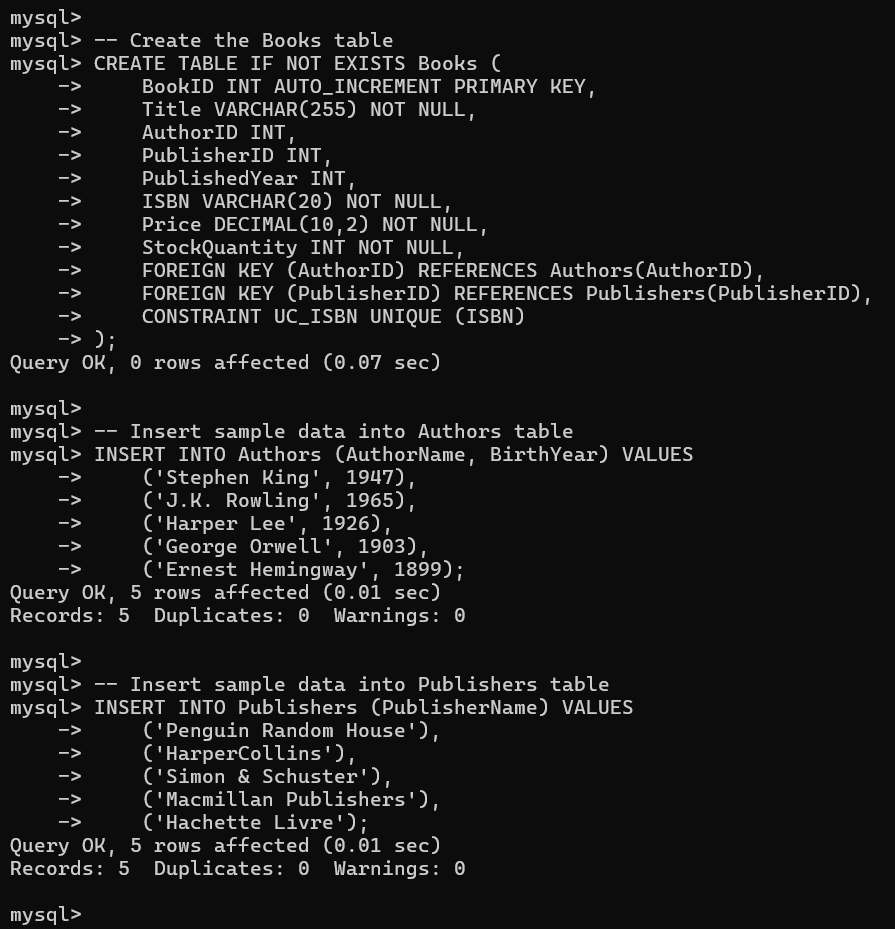 mysql>
mysql> -- Create the Books table
mysql> CREATE TABLE IF NOT EXISTS Books (
    ->     BookID INT AUTO_INCREMENT PRIMARY KEY,
    ->     Title VARCHAR(255) NOT NULL,
    ->     AuthorID INT,
    ->     PublisherID INT,
    ->     PublishedYear INT,
    ->     ISBN VARCHAR(20) NOT NULL,
    ->     Price DECIMAL(10,2) NOT NULL,
    ->     StockQuantity INT NOT NULL,
    ->     FOREIGN KEY (AuthorID) REFERENCES Authors(AuthorID),
    ->     FOREIGN KEY (PublisherID) REFERENCES Publishers(PublisherID),
    ->     CONSTRAINT UC_ISBN UNIQUE (ISBN)
    -> );
Query OK, 0 rows affected (0.07 sec)

mysql>
mysql> -- Insert sample data into Authors table
mysql> INSERT INTO Authors (AuthorName, BirthYear) VALUES
    ->     ('Stephen King', 1947),
    ->     ('J.K. Rowling', 1965),
    ->     ('Harper Lee', 1926),
    ->     ('George Orwell', 1903),
    ->     ('Ernest Hemingway', 1899);
Query OK, 5 rows affected (0.01 sec)
Records: 5  Duplicates: 0  Warnings: 0

mysql>
mysql> -- Insert sample data into Publishers table
mysql> INSERT INTO Publishers (PublisherName) VALUES
    ->     ('Penguin Random House'),
    ->     ('HarperCollins'),
    ->     ('Simon & Schuster'),
    ->     ('Macmillan Publishers'),
    ->     ('Hachette Livre');
Query OK, 5 rows affected (0.01 sec)
Records: 5  Duplicates: 0  Warnings: 0

mysql>